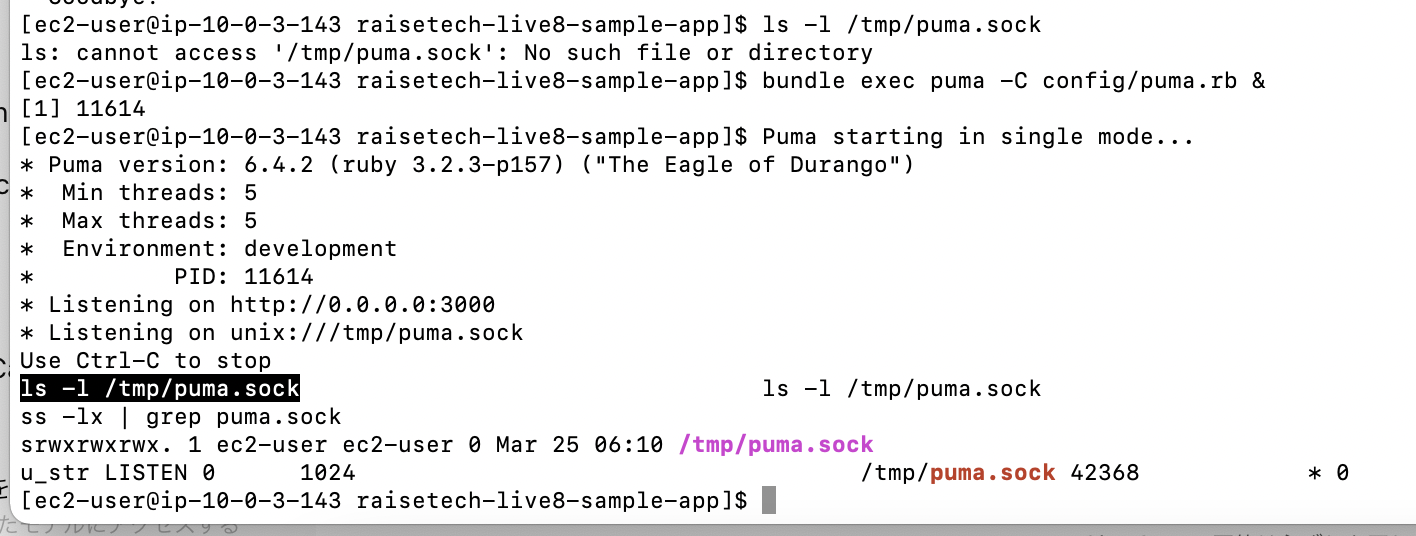 [ec2-user@ip-10-0-3-143 raisetech-live8-sample-app]$ ls -l /tmp/puma.sock
ls: cannot access '/tmp/puma.sock': No such file or directory
[ec2-user@ip-10-0-3-143 raisetech-live8-sample-app]$ bundle exec puma -C config/puma.rb &
[1] 11614
[ec2-user@ip-10-0-3-143 raisetech-live8-sample-app]$ Puma starting in single mode...
* Puma version: 6.4.2 (ruby 3.2.3-p157) ("The Eagle of Durango")
*  Min threads: 5
*  Max threads: 5
*  Environment: development
*          PID: 11614
* Listening on http://0.0.0.0:3000
* Listening on unix:///tmp/puma.sock
Use Ctrl-C to stop
ls -l /tmp/puma.sock                                 ls -l /tmp/puma.sock
ss -lx | grep puma.sock
srwxrwxrwx. 1 ec2-user ec2-user 0 Mar 25 06:10 /tmp/puma.sock
u_str LISTEN 0      1024                                    /tmp/puma.sock 42368            * 0
[ec2-user@ip-10-0-3-143 raisetech-live8-sample-app]$